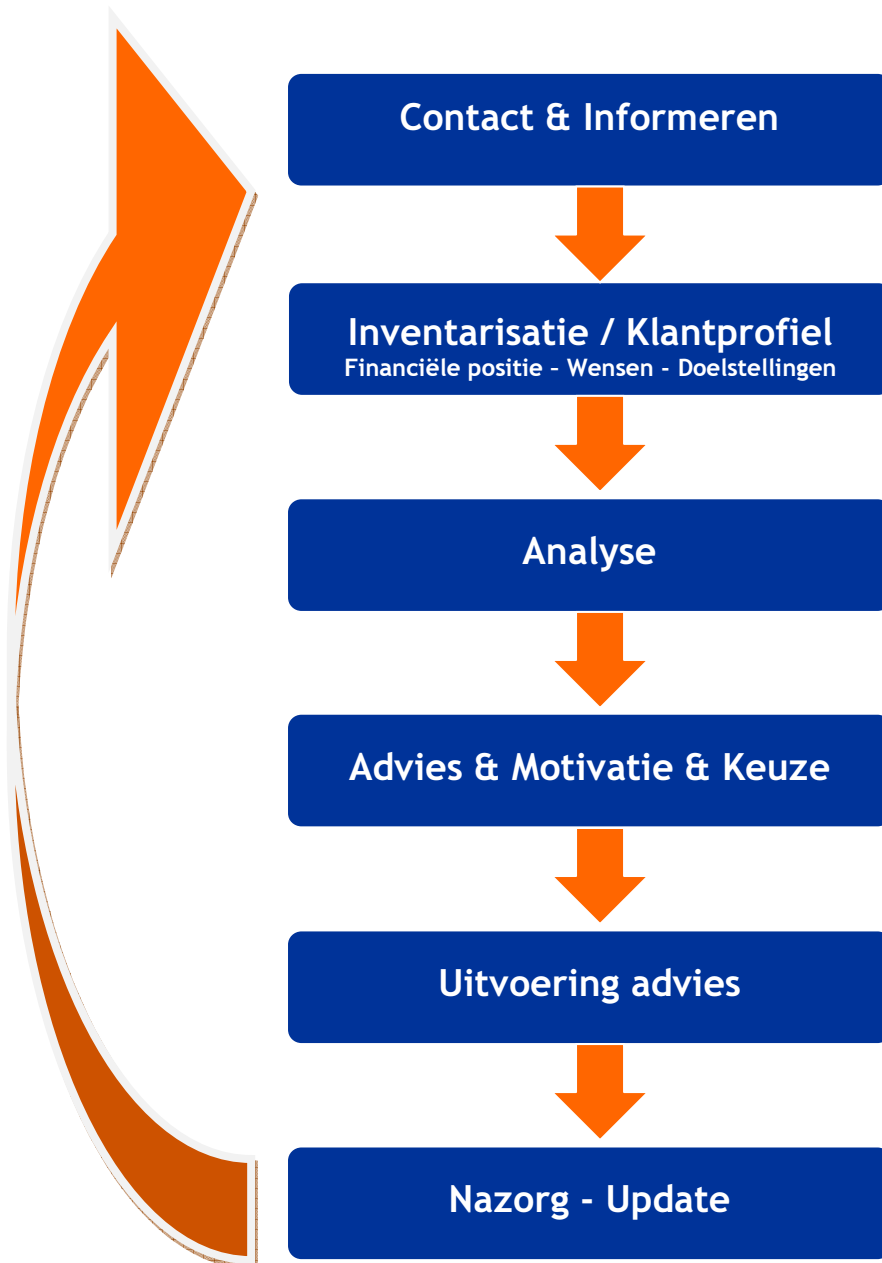 Contact & Informeren
Inventarisatie / Klantprofiel
Financiële positie – Wensen - Doelstellingen
Analyse
Advies & Motivatie & Keuze
Uitvoering advies
Nazorg - Update